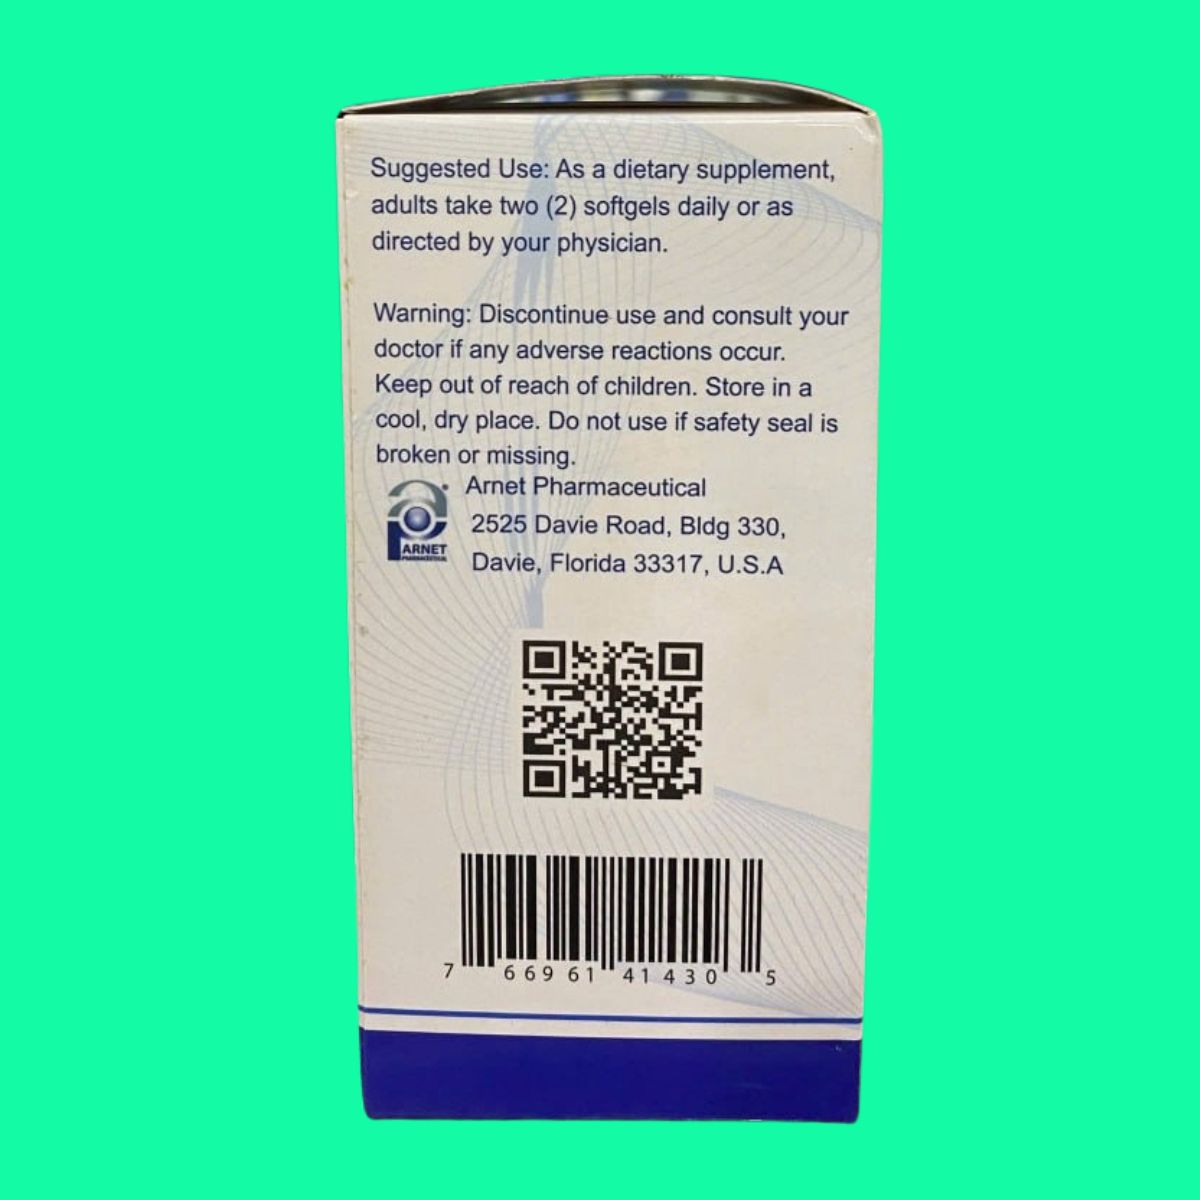 Suggested Use: As a dietary supplement,
adults take two (2) softgels daily or as
directed by your physician.
Warning: Discontinue use and consult your
doctor if any adverse reactions occur.
Keep out of reach of children. Store in a
cool, dry place. Do not use if safety seal is
broken or missing.
Arnet Pharmaceutical
2525 Davie Road, Bldg 330,
Davie, Florida 33317, U.S.A
ARNET
PHARMACEUTICAL
7 66961 41430 5